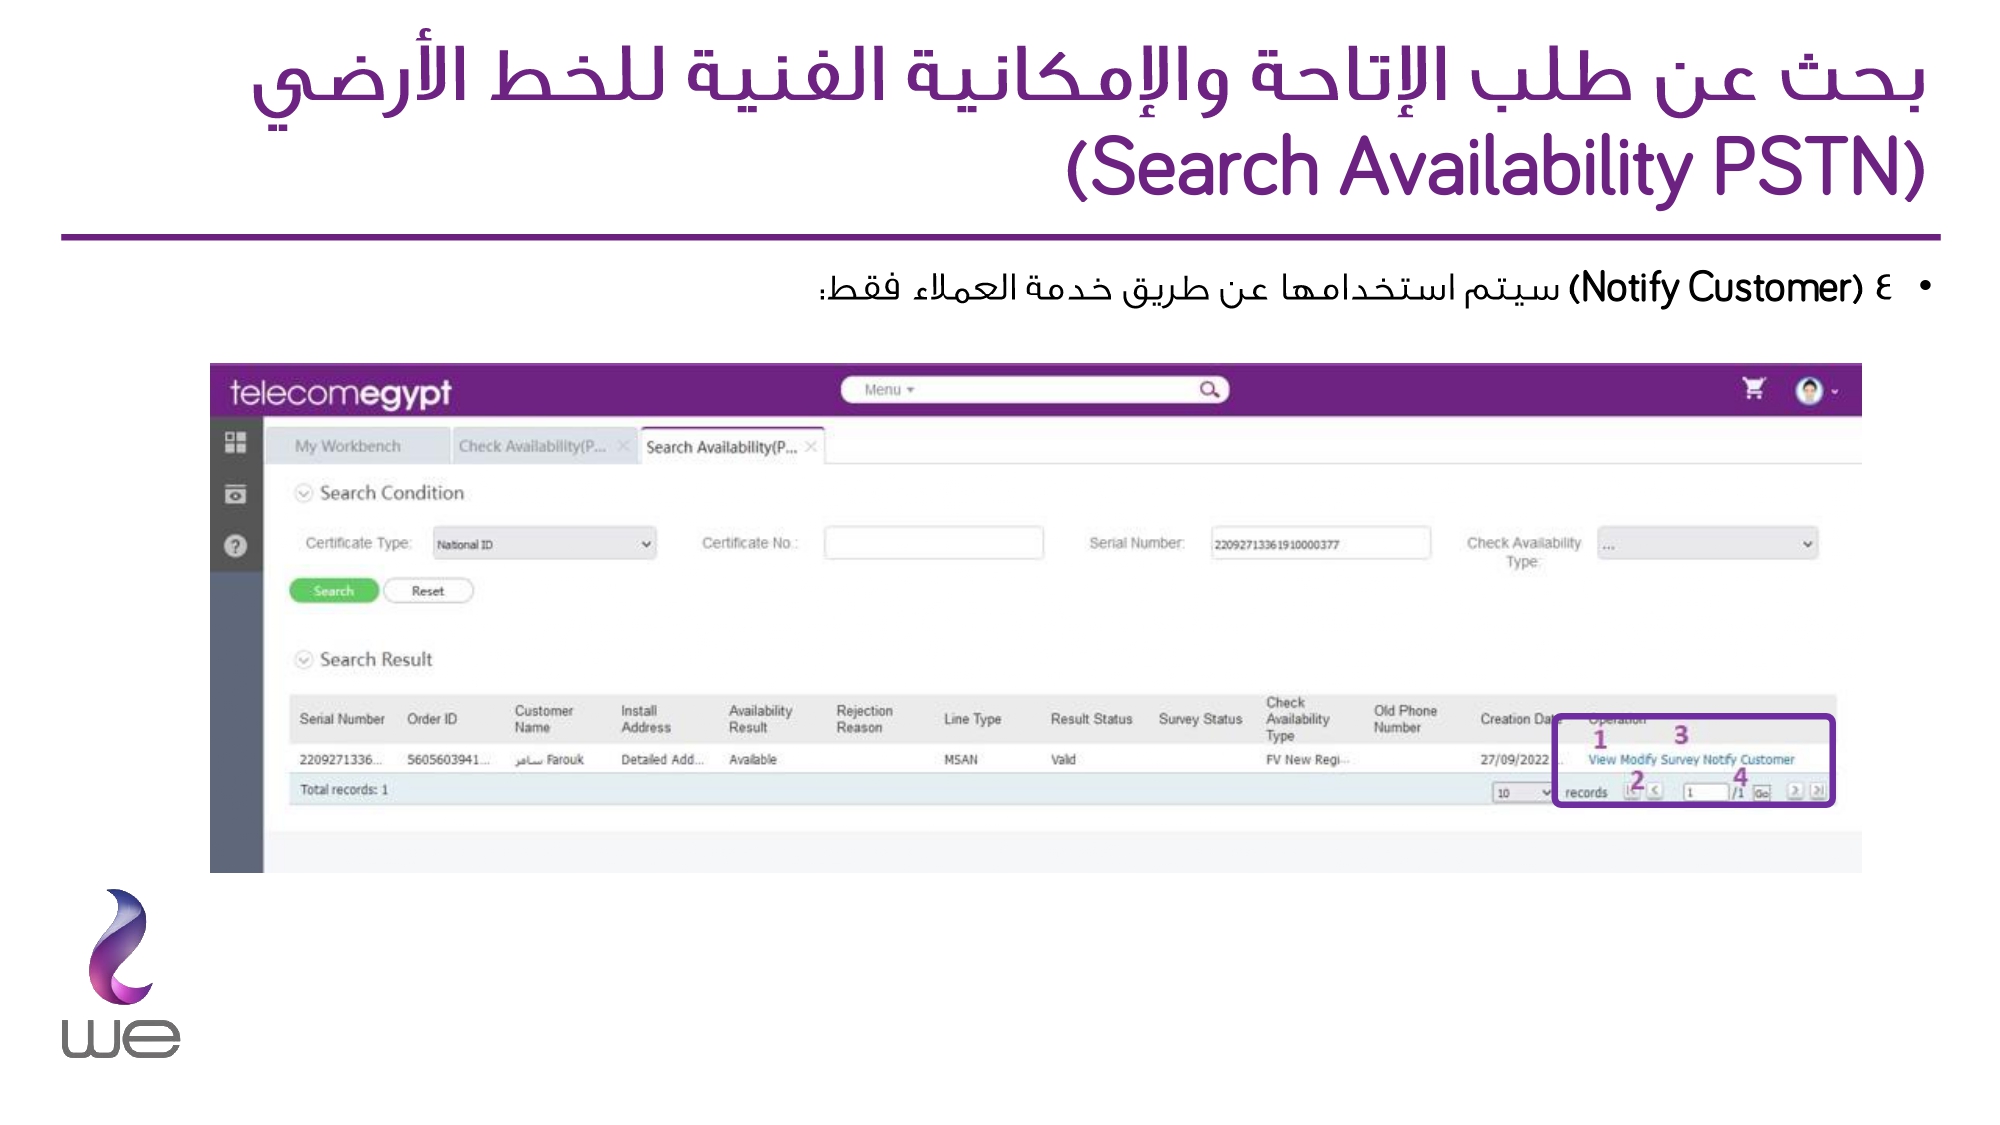 بحث عن طلب الإتاحة والإمكانية الفنية للخط الأرضي
(Search Availability PSTN)
• ٤ (Notify Customer) سيتم استخدامها عن طريق خدمة العملاء فقط:
telecomegypt
Menu
My Workbench
Check Availability(P...
Search Availability(P...
Search Condition
Certificate Type: National ID
Certificate No.:
Serial Number: 22092713361910000377
Check Availability Type: ...
Search
Reset
Search Result
Serial Number Order ID Customer Name Install Address Availability Result Rejection Reason Line Type Result Status Survey Status Check Availability Type Old Phone Number Creation Date Operation
1 3
2209271336... 5605603941... سامر Farouk Detailed Add... Available MSAN Valid FV New Regi... 27/09/2022 ... View Modify Survey Notify Customer
2 4
Total records: 1 10 records 1 /1 Go
we